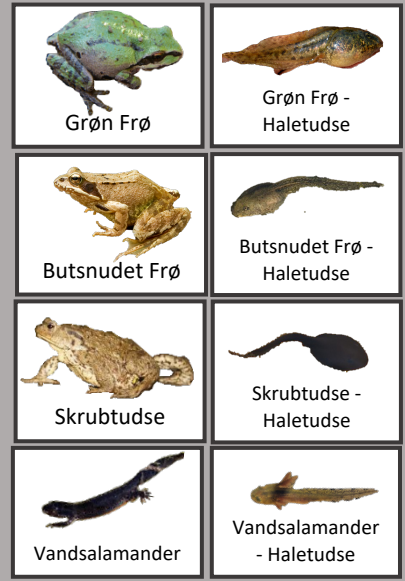 Grøn Frø
Grøn Frø -
Haletudse
Butsnudet Frø
Butsnudet Frø -
Haletudse
Skrubtudse
Skrubtudse -
Haletudse
Vandsalamander
Vandsalamander
- Haletudse